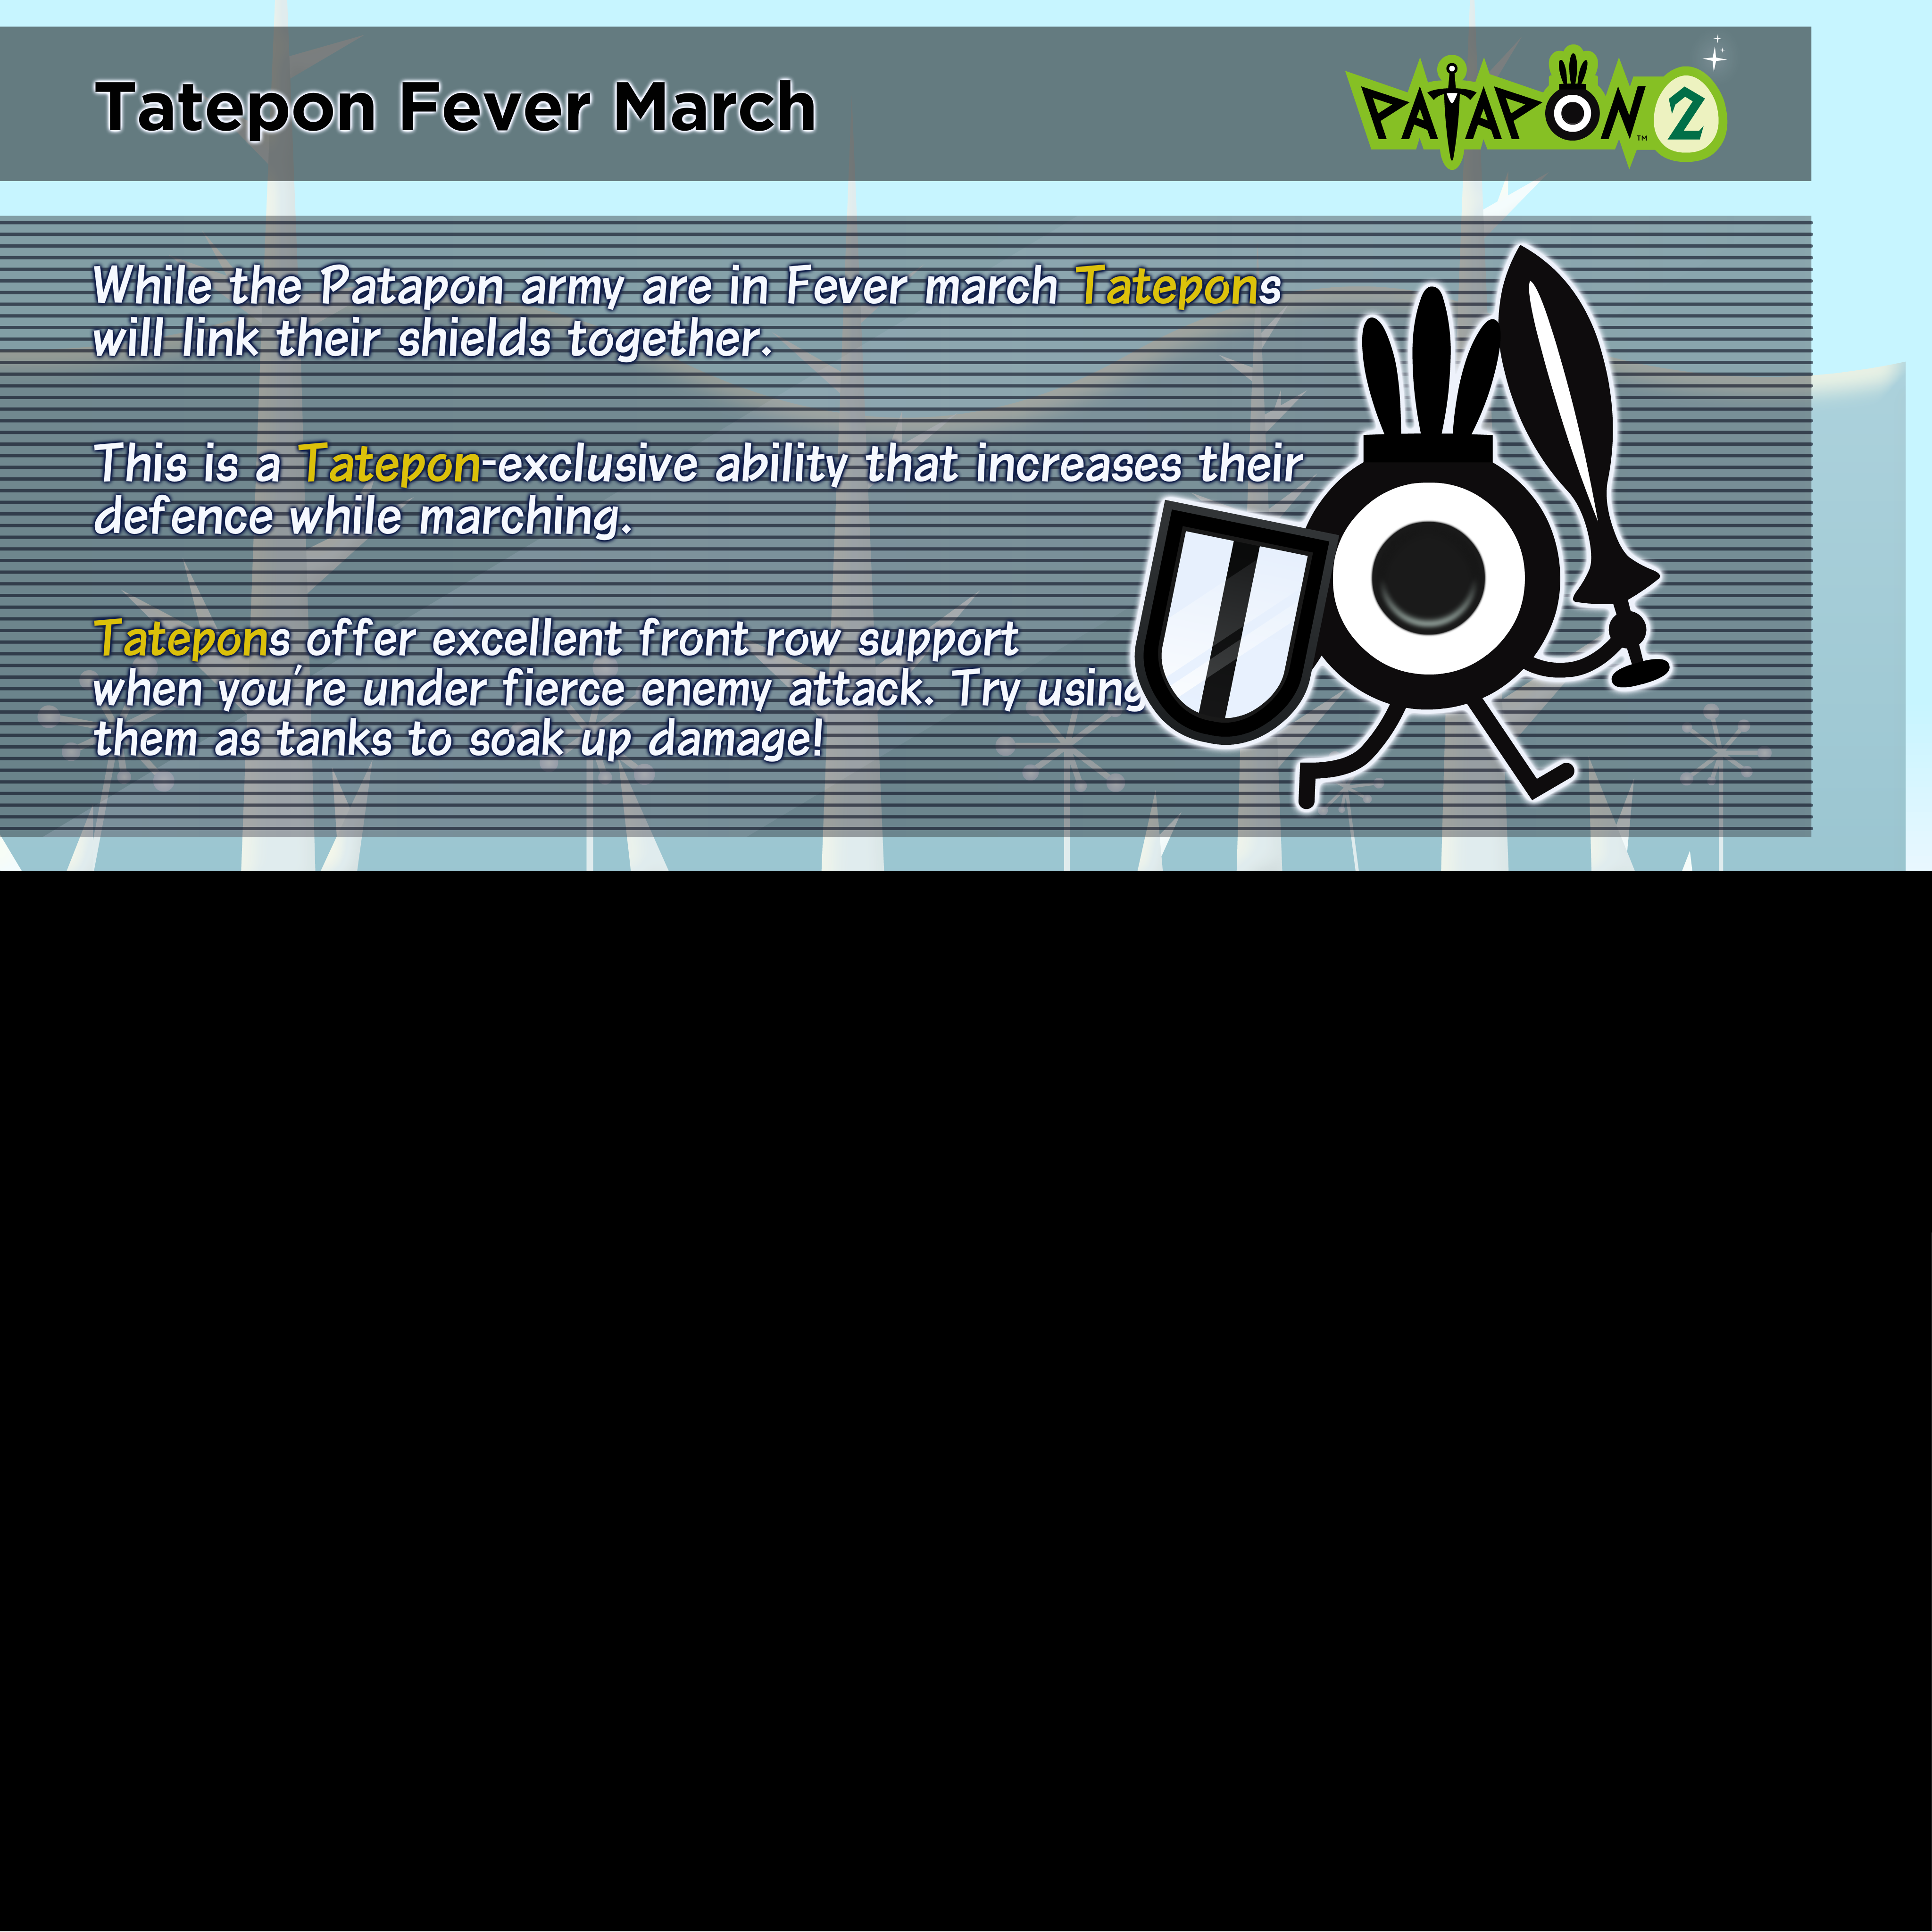 Tatepon Fever March
PATAPON™ 2
While the Patapon army are in Fever march Tatepons
will link their shields together.
This is a Tatepon-exclusive ability that increases their
defence while marching.
Tatepons offer excellent front row support
when you're under fierce enemy attack. Try using
them as tanks to soak up damage!